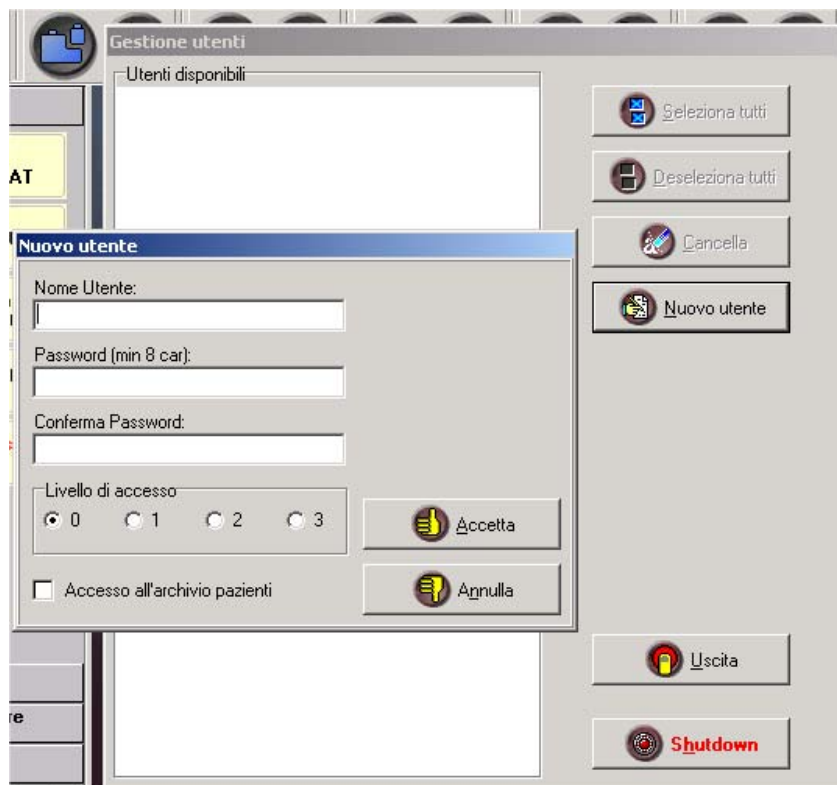 Gestione utenti
Utenti disponibili
Seleziona tutti
AT
Deseleziona tutti
Nuovo utente
Cancella
Nome Utente:
Nuovo utente
Password (min 8 car):
Conferma Password:
Livello di accesso
0 1 2 3
Accetta
Accesso all'archivio pazienti
Annulla
Uscita
re
Shutdown